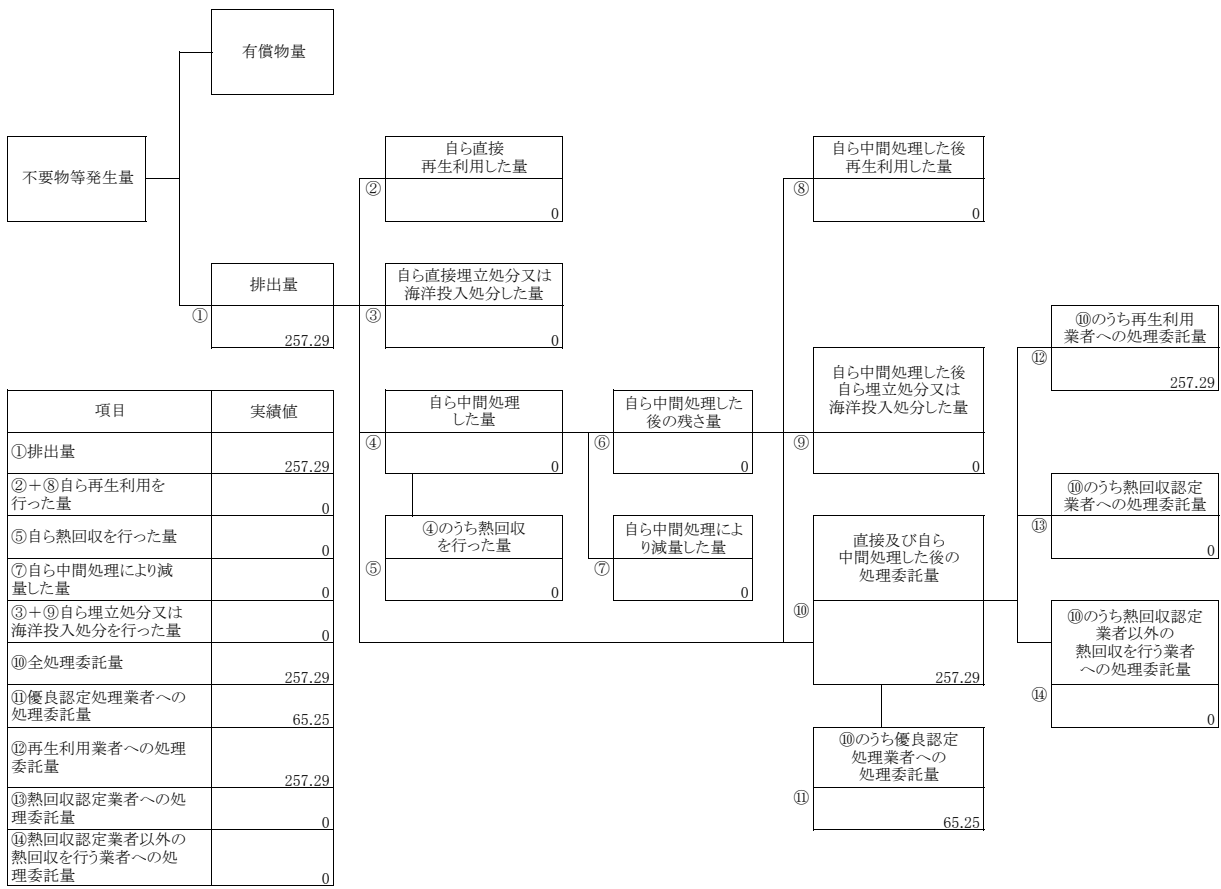 有償物量
不要物等発生量
自ら直接
再生利用した量
②
0
自ら中間処理した後
再生利用した量
⑧
0
排出量
①
257.29
自ら直接埋立処分又は
海洋投入処分した量
③
0
自ら中間処理
した量
④
0
自ら中間処理した
後の残さ量
⑥
0
自ら中間処理した後
自ら埋立処分又は
海洋投入処分した量
⑨
0
⑩のうち再生利用
業者への処理委託量
⑫
257.29
④のうち熱回収
を行った量
⑤
0
自ら中間処理によ
り減量した量
⑦
0
直接及び自ら
中間処理した後の
処理委託量
⑩
257.29
⑩のうち熱回収認定
業者への処理委託量
⑬
0
⑩のうち熱回収認定
業者以外の
熱回収を行う業者
への処理委託量
⑭
0
⑩のうち優良認定
処理業者への
処理委託量
⑪
65.25
項目 実績値
①排出量
257.29
②+⑧自ら再生利用を
行った量
0
⑤自ら熱回収を行った量
0
⑦自ら中間処理により減
量した量
0
③+⑨自ら埋立処分又は
海洋投入処分を行った量
0
⑩全処理委託量
257.29
⑪優良認定処理業者への
処理委託量
65.25
⑫再生利用業者への処理
委託量
257.29
⑬熱回収認定業者への処
理委託量
0
⑭熱回収認定業者以外の
熱回収を行う業者への処
理委託量
0